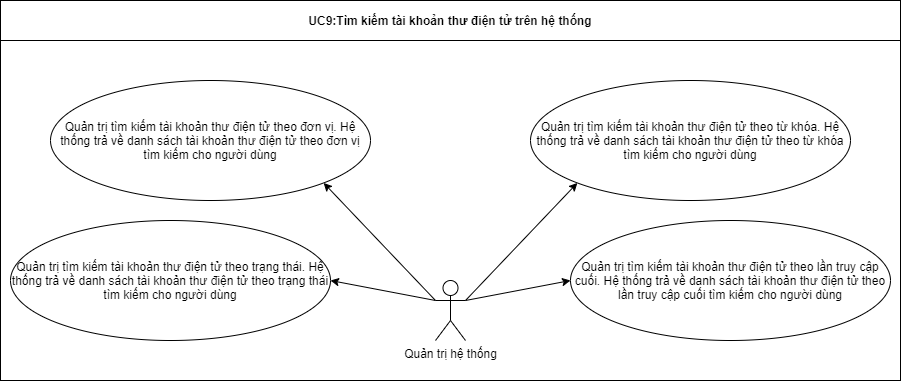 UC9:Tìm kiếm tài khoản thư điện tử trên hệ thống
Quản trị tìm kiếm tài khoản thư điện tử theo đơn vị. Hệ
thống trả về danh sách tài khoản thư điện tử theo đơn vị
tìm kiếm cho người dùng
Quản trị tìm kiếm tài khoản thư điện tử theo từ khóa. Hệ
thống trả về danh sách tài khoản thư điện tử theo từ khóa
tìm kiếm cho người dùng
Quản trị tìm kiếm tài khoản thư điện tử theo trạng thái. Hệ
thống trả về danh sách tài khoản thư điện tử theo trạng thái
tìm kiếm cho người dùng
Quản trị tìm kiếm tài khoản thư điện tử theo lần truy cập
cuối. Hệ thống trả về danh sách tài khoản thư điện tử theo
lần truy cập cuối tìm kiếm cho người dùng
Quản trị hệ thống